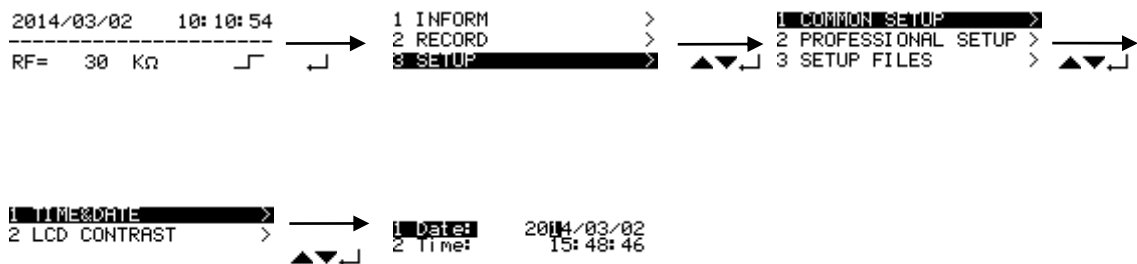 2014/03/02 10:10:54
RF= 30 KΩ
1 INFORM >
2 RECORD >
3 SETUP >
1 COMMON SETUP >
2 PROFESSIONAL SETUP >
3 SETUP FILES >
1 TIME&DATE >
2 LCD CONTRAST >
1 Date: 2014/03/02
2 Time: 15:48:46